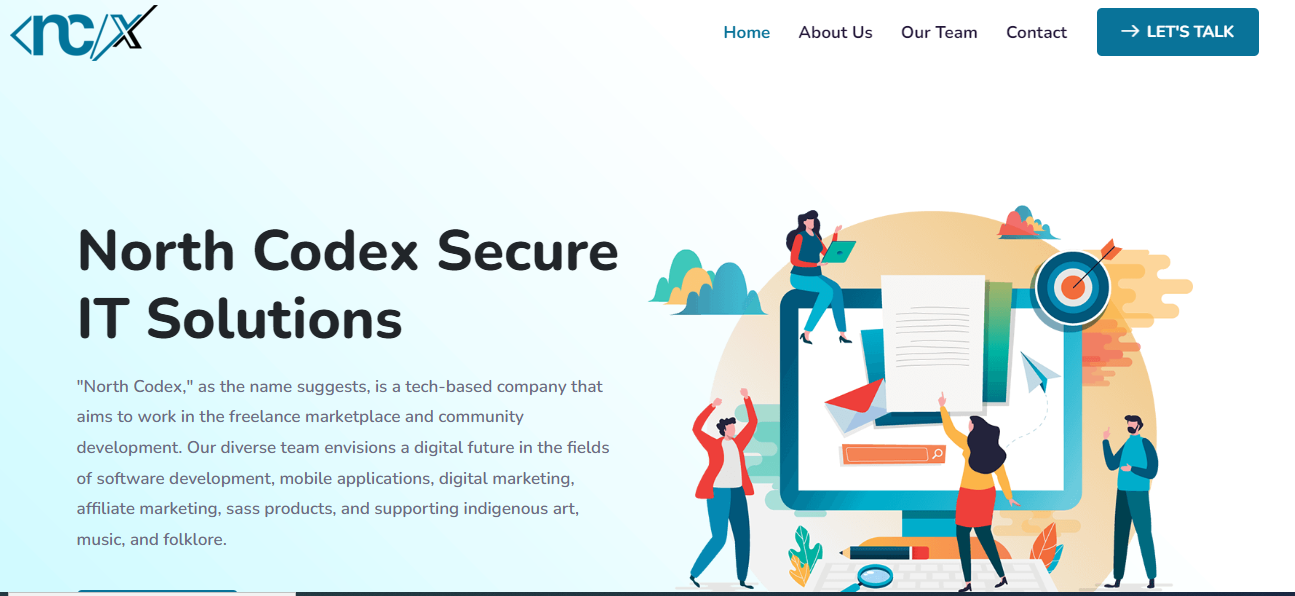 <nc/X
Home About Us Our Team Contact → LET'S TALK
North Codex Secure
IT Solutions
"North Codex," as the name suggests, is a tech-based company that
aims to work in the freelance marketplace and community
development. Our diverse team envisions a digital future in the fields
of software development, mobile applications, digital marketing,
affiliate marketing, sass products, and supporting indigenous art,
music, and folklore.